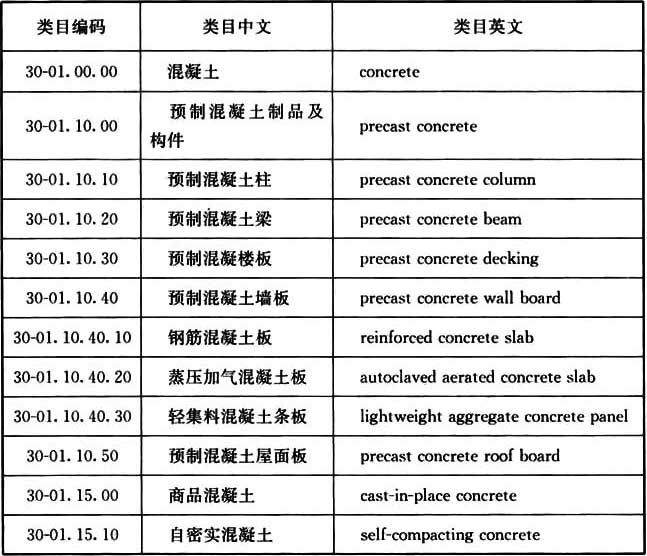 类目编码 类目中文 类目英文
30-01.00.00 混凝土 concrete
30-01.10.00 预制混凝土制品及构件 precast concrete
30-01.10.10 预制混凝土柱 precast concrete column
30-01.10.20 预制混凝土梁 precast concrete beam
30-01.10.30 预制混凝楼板 precast concrete decking
30-01.10.40 预制混凝土墙板 precast concrete wall board
30-01.10.40.10 钢筋混凝土板 reinforced concrete slab
30-01.10.40.20 蒸压加气混凝土板 autoclaved aerated concrete slab
30-01.10.40.30 轻集料混凝土条板 lightweight aggregate concrete panel
30-01.10.50 预制混凝土屋面板 precast concrete roof board
30-01.15.00 商品混凝土 cast-in-place concrete
30-01.15.10 自密实混凝土 self-compacting concrete